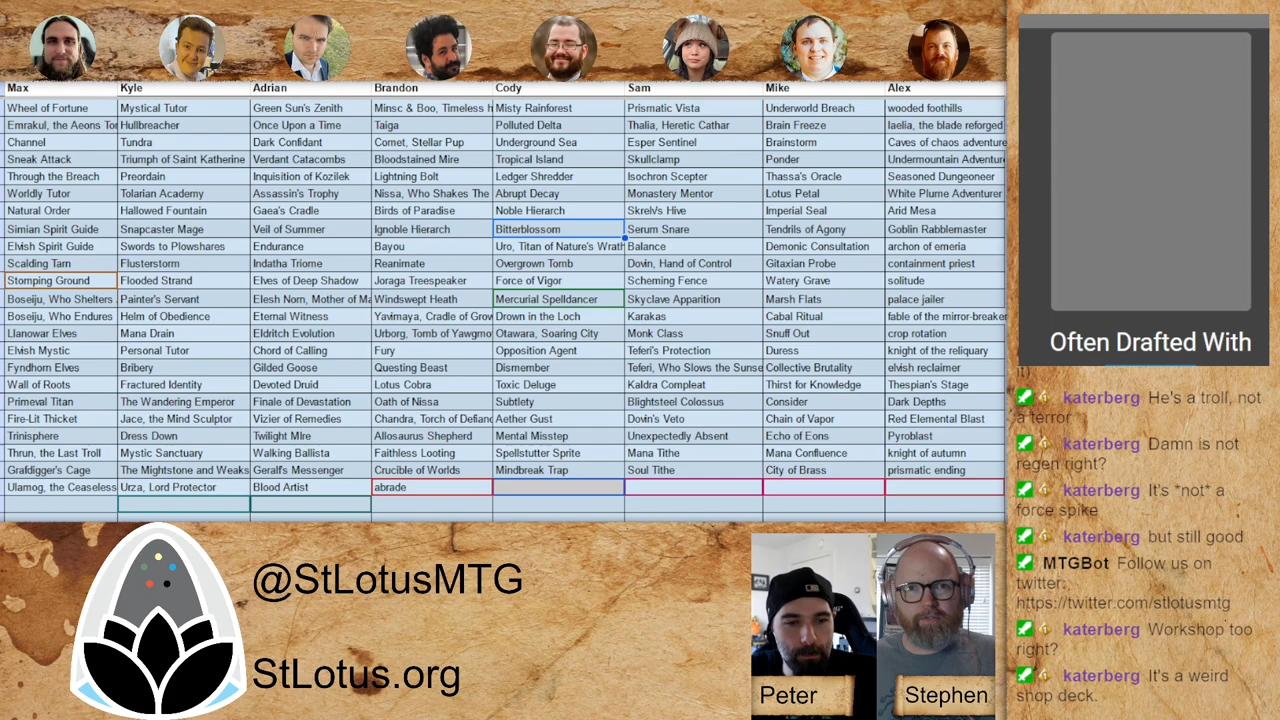 Max Kyle Adrian Brandon Cody Sam Mike Alex
Wheel of Fortune Mystical Tutor Green Sun's Zenith Minsc & Boo, Timeless h Misty Rainforest Prismatic Vista Underworld Breach wooded foothills
Emrakul, the Aeons Tor Hullbreacher Once Upon a Time Taiga Polluted Delta Thalia, Heretic Cathar Brain Freeze laelia, the blade reforged
Channel Tundra Dark Confidant Comet, Stellar Pup Underground Sea Esper Sentinel Brainstorm Caves of chaos adventure
Sneak Attack Triumph of Saint Katherine Verdant Catacombs Bloodstained Mire Tropical Island Skullclamp Ponder Undermountain Adventure
Through the Breach Preordain Inquisition of Kozilek Lightning Bolt Ledger Shredder Isochron Scepter Thassa's Oracle Seasoned Dungeoneer
Worldly Tutor Tolarian Academy Assassin's Trophy Nissa, Who Shakes The Abrupt Decay Monastery Mentor Lotus Petal White Plume Adventurer
Natural Order Hallowed Fountain Gaea's Cradle Birds of Paradise Noble Hierarch Skrelv's Hive Imperial Seal Arid Mesa
Simian Spirit Guide Snapcaster Mage Veil of Summer Ignoble Hierarch Bitterblossom Serum Snare Tendrils of Agony Goblin Rabblemaster
Elvish Spirit Guide Swords to Plowshares Endurance Bayou Uro, Titan of Nature's Wrath Balance Demonic Consultation archon of emeria
Scalding Tarn Flusterstorm Indatha Triome Reanimate Overgrown Tomb Dovin, Hand of Control Gitaxian Probe containment priest
Stomping Ground Flooded Strand Elves of Deep Shadow Joraga Treespeaker Force of Vigor Scheming Fence Watery Grave solitude
Boseiju, Who Shelters Painter's Servant Elesh Norn, Mother of Ma Windswept Heath Mercurial Spelldancer Skyclave Apparition Marsh Flats palace jailer
Boseiju, Who Endures Helm of Obedience Eternal Witness Yavimaya, Cradle of Grow Drown in the Loch Karakas Cabal Ritual fable of the mirror-breaker
Llanowar Elves Mana Drain Eldritch Evolution Urborg, Tomb of Yawgmo Otawara, Soaring City Monk Class Snuff Out crop rotation
Elvish Mystic Personal Tutor Chord of Calling Fury Opposition Agent Teferi's Protection Duress knight of the reliquary
Fyndhorn Elves Bribery Gilded Goose Questing Beast Dismember Teferi, Who Slows the Sunse Collective Brutality elvish reclaimer
Wall of Roots Fractured Identity Devoted Druid Lotus Cobra Toxic Deluge Kaldra Compleat Thirst for Knowledge Thespian's Stage
Primeval Titan The Wandering Emperor Finale of Devastation Oath of Nissa Subtlety Blightsteel Colossus Consider Dark Depths
Fire-Lit Thicket Jace, the Mind Sculptor Vizier of Remedies Chandra, Torch of Defianc Aether Gust Dovin's Veto Chain of Vapor Red Elemental Blast
Trinisphere Dress Down Twilight MIre Allosaurus Shepherd Mental Misstep Unexpectedly Absent Echo of Eons Pyroblast
Thrun, the Last Troll Mystic Sanctuary Walking Ballista Faithless Looting Spellstutter Sprite Mana Tithe Mana Confluence knight of autumn
Grafdigger's Cage The Mightstone and Weaks Geralf's Messenger Crucible of Worlds Mindbreak Trap Soul Tithe City of Brass prismatic ending
Ulamog, the Ceaseless Urza, Lord Protector Blood Artist abrade
@StLotusMTG
StLotus.org
Peter
Stephen
Often Drafted With
it)
katerberg He's a troll, not
a terror
katerberg Damn is not
regen right?
katerberg It's *not* a
force spike
katerberg but still good
MTGBot Follow us on
twitter:
https://twitter.com/stlotusmtg
katerberg Workshop too
right?
katerberg It's a weird
shop deck.